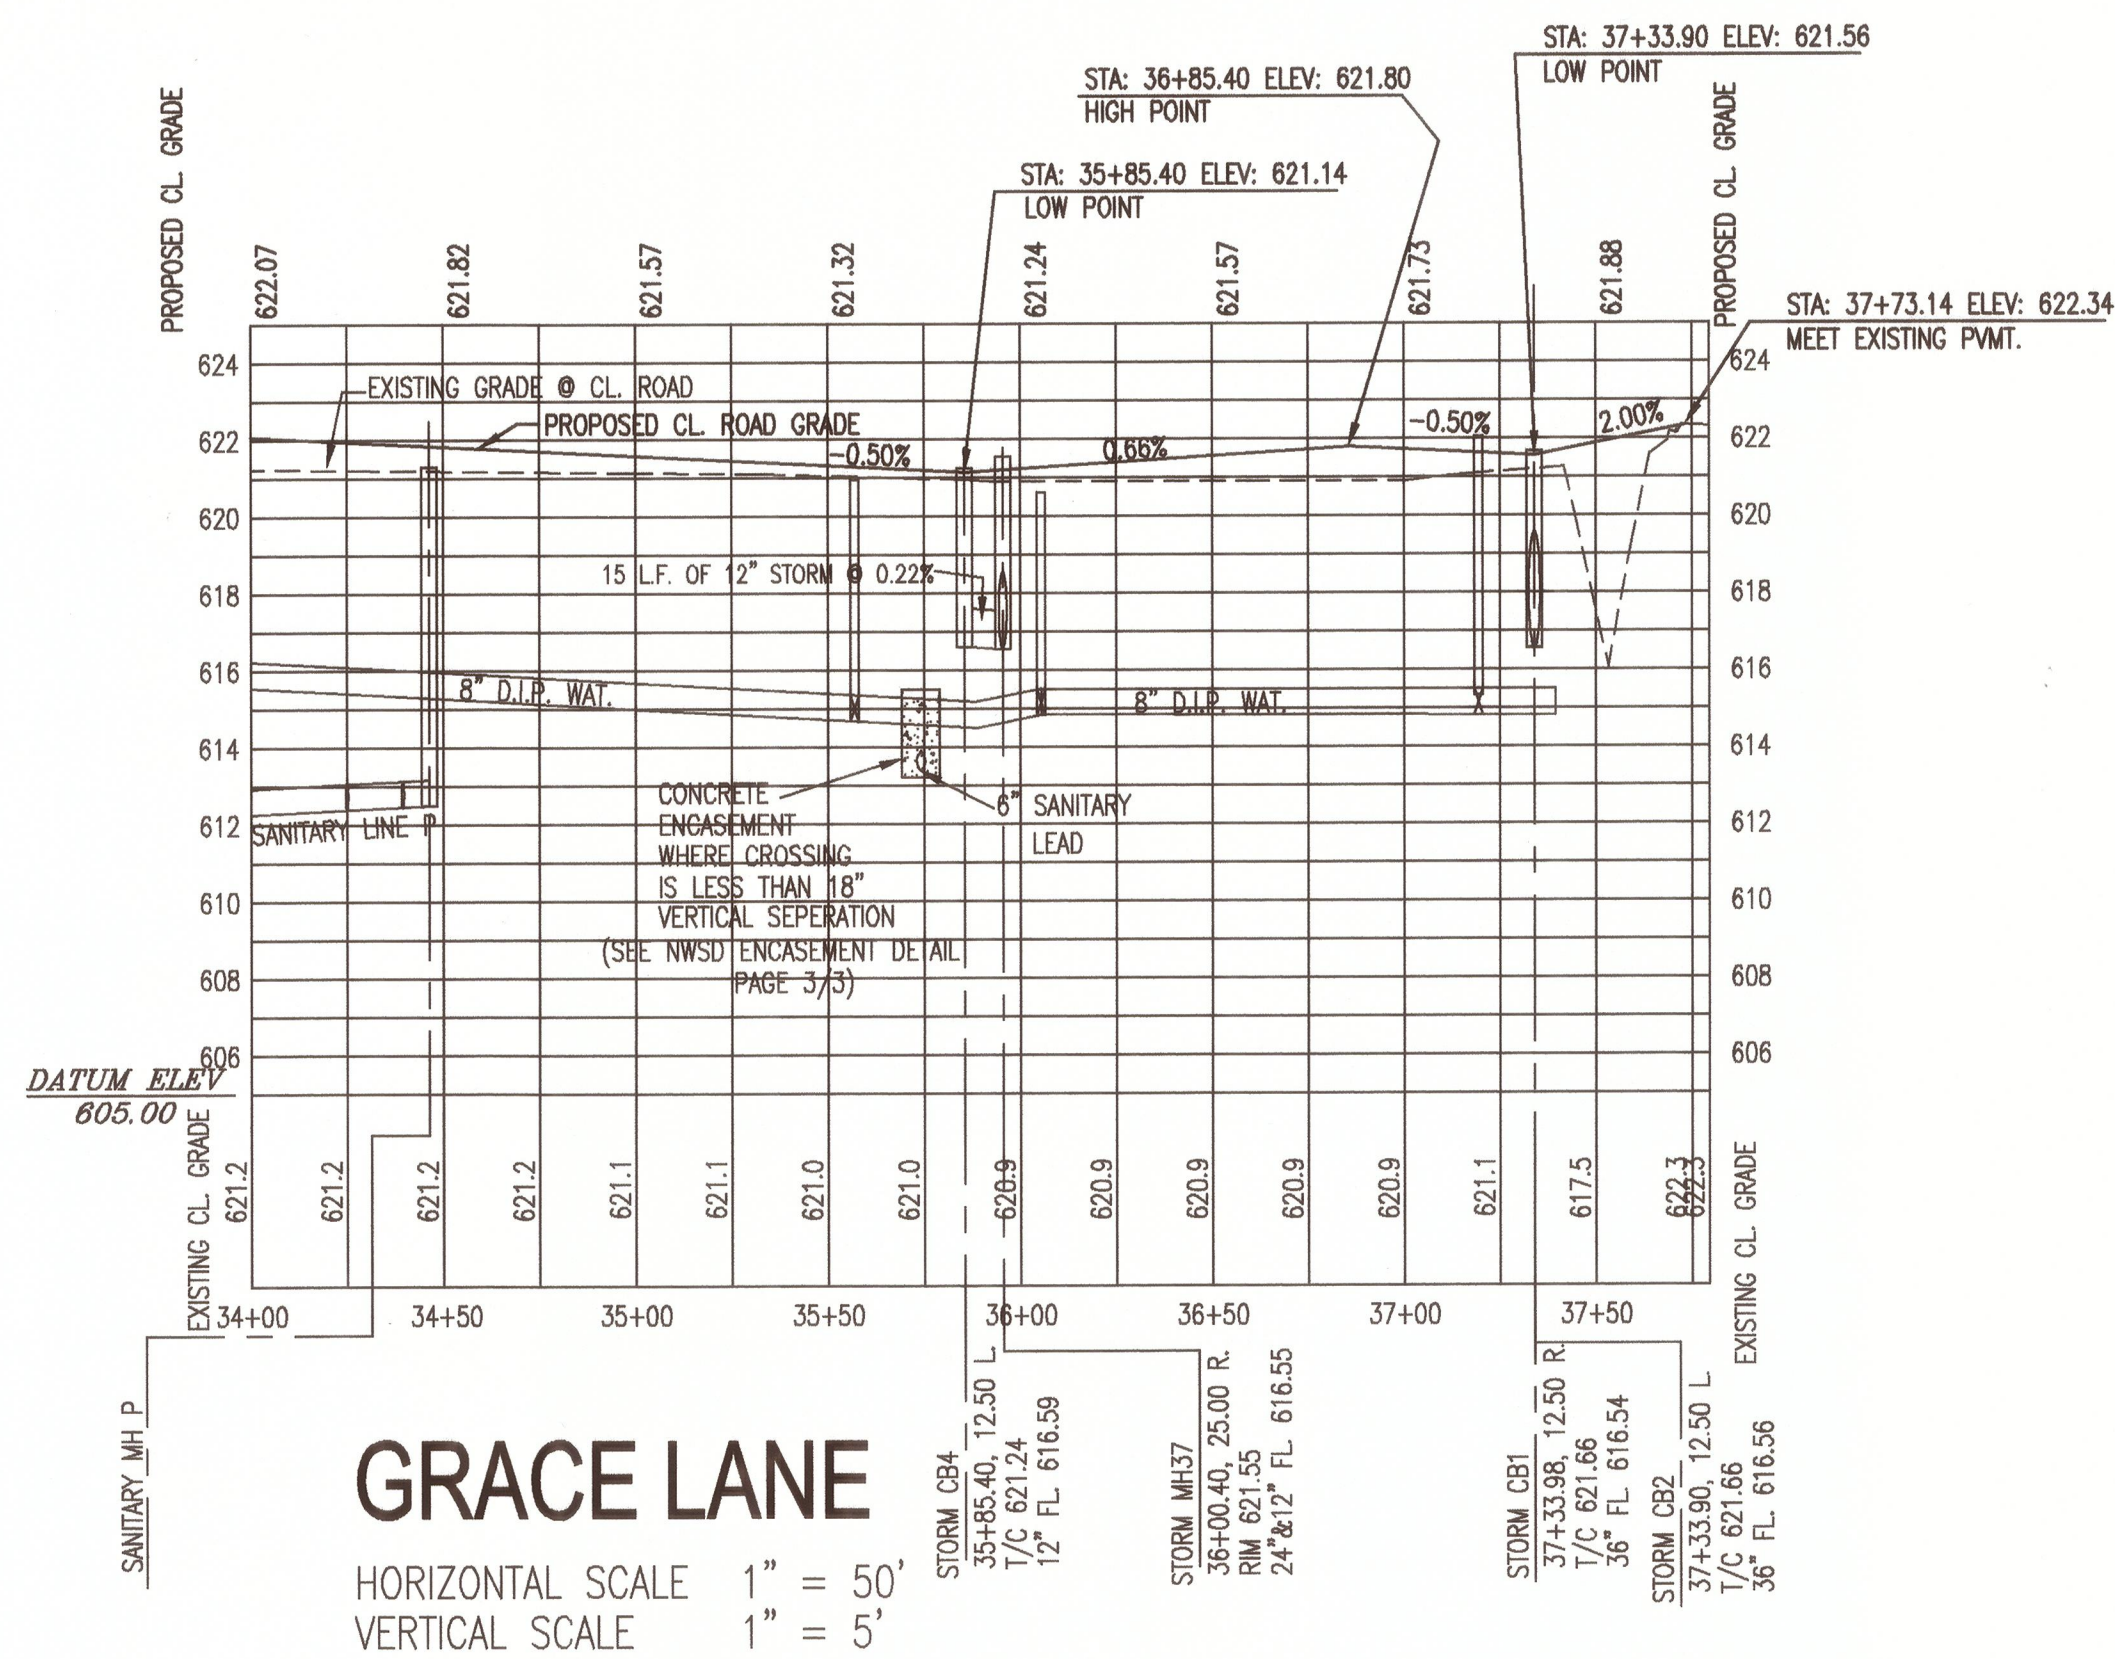 STA: 37+33.90 ELEV: 621.56
LOW POINT
STA: 36+85.40 ELEV: 621.80
HIGH POINT
STA: 35+85.40 ELEV: 621.14
LOW POINT
PROPOSED CL. GRADE
622.07
621.82
621.57
621.32
621.24
621.57
621.73
621.88
PROPOSED CL. GRADE
STA: 37+73.14 ELEV: 622.34
MEET EXISTING PVMT.
624
EXISTING GRADE @ CL. ROAD
624
622
PROPOSED CL. ROAD GRADE
-0.50%
0.66%
-0.50%
2.00%
622
620
620
15 L.F. OF 12" STORM @ 0.22%
618
618
616
8" D.I.P. WAT.
8" D.I.P. WAT.
616
614
614
CONCRETE
ENCASEMENT
WHERE CROSSING
IS LESS THAN 18"
VERTICAL SEPERATION
(SEE NWSD ENCASEMENT DETAIL
PAGE 3/3)
6" SANITARY
LEAD
612
SANITARY LINE P
612
610
610
608
608
606
606
DATUM ELEV
605.00
EXISTING CL. GRADE
621.2
621.2
621.2
621.2
621.1
621.1
621.0
621.0
620.9
620.9
620.9
620.9
620.9
621.1
617.5
622.3
622.3
EXISTING CL. GRADE
34+00
34+50
35+00
35+50
36+00
36+50
37+00
37+50
SANITARY MH P
STORM CB4
35+85.40, 12.50 L.
T/C 621.24
12" FL. 616.59
STORM MH37
36+00.40, 25.00 R.
RIM 621.55
24"&12" FL. 616.55
STORM CB1
37+33.98, 12.50 R.
T/C 621.66
36" FL. 616.54
STORM CB2
37+33.90, 12.50 L.
T/C 621.66
36" FL. 616.56
GRACE LANE
HORIZONTAL SCALE 1" = 50'
VERTICAL SCALE 1" = 5'